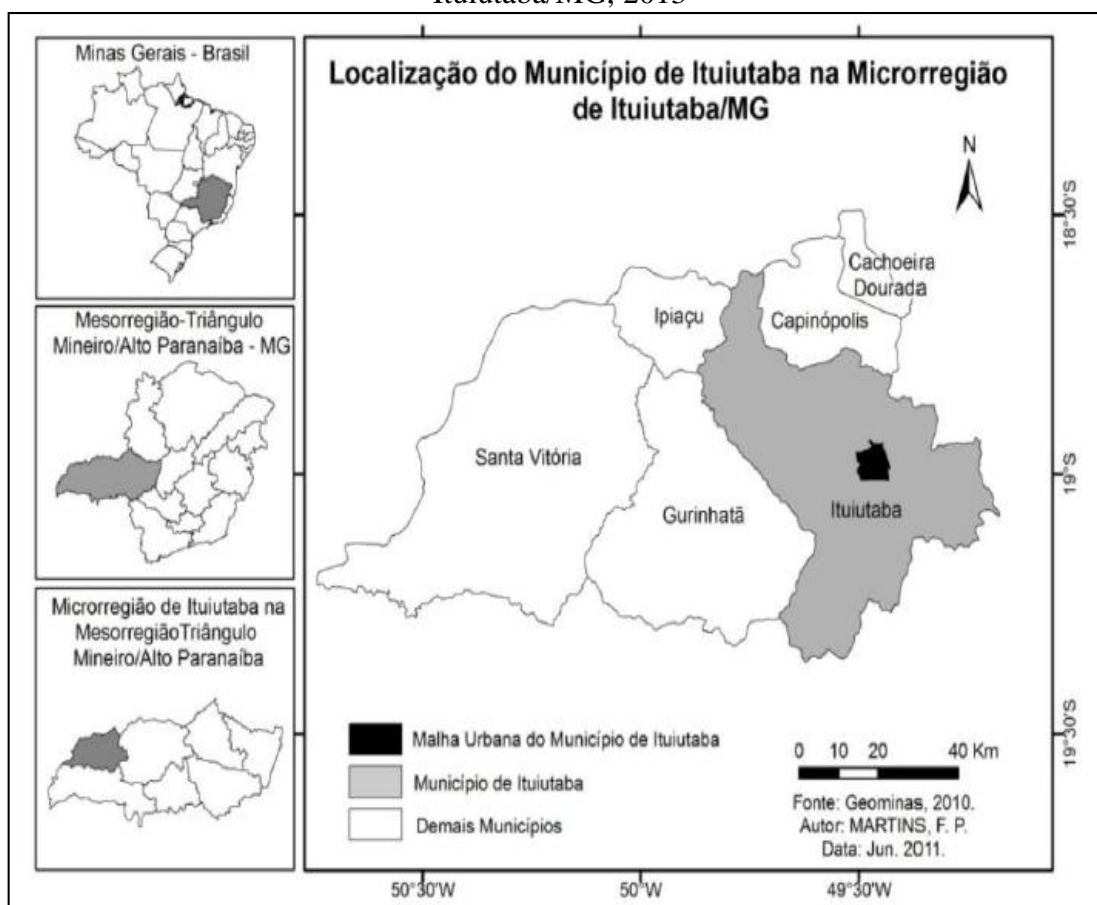 Ituiutaba/MG, 2013
Minas Gerais - Brasil
Mesorregião-Triângulo
Mineiro/Alto Paranaíba - MG
Microrregião de Ituiutaba na
MesorregiãoTriângulo
Mineiro/Alto Paranaíba
Localização do Município de Ituiutaba na Microrregião
de Ituiutaba/MG
N
Cachoeira
Dourada
Ipiaçu
Capinópolis
Santa Vitória
Gurinhatã
Ituiutaba
18°30'S
19°S
19°30'S
Malha Urbana do Município de Ituiutaba
Município de Ituiutaba
Demais Municípios
0 10 20 40 Km
Fonte: Geominas, 2010.
Autor: MARTINS, F. P.
Data: Jun. 2011.
50°30'W
50°W
49°30'W